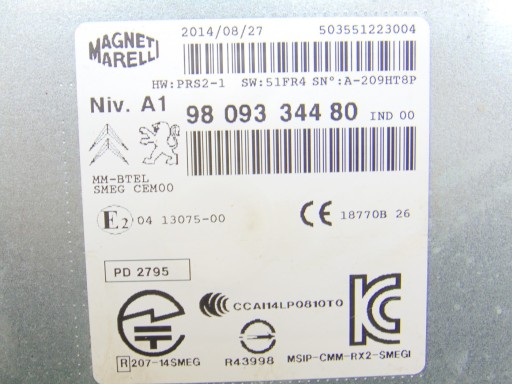 MAGNETI
MARELLI
2014/08/27 503551223004
HW:PRS2-1 SW:51FR4 SN°:A-209HT8P
Niv. A1 98 093 344 80 IND 00
MM-BTEL
SMEG CEM00
E2 04 13075-00 CE 18770B 26
PD 2795
CCAI14LP0810T0
R 207-14SMEG R43998 MSIP-CMM-RX2-SMEGI